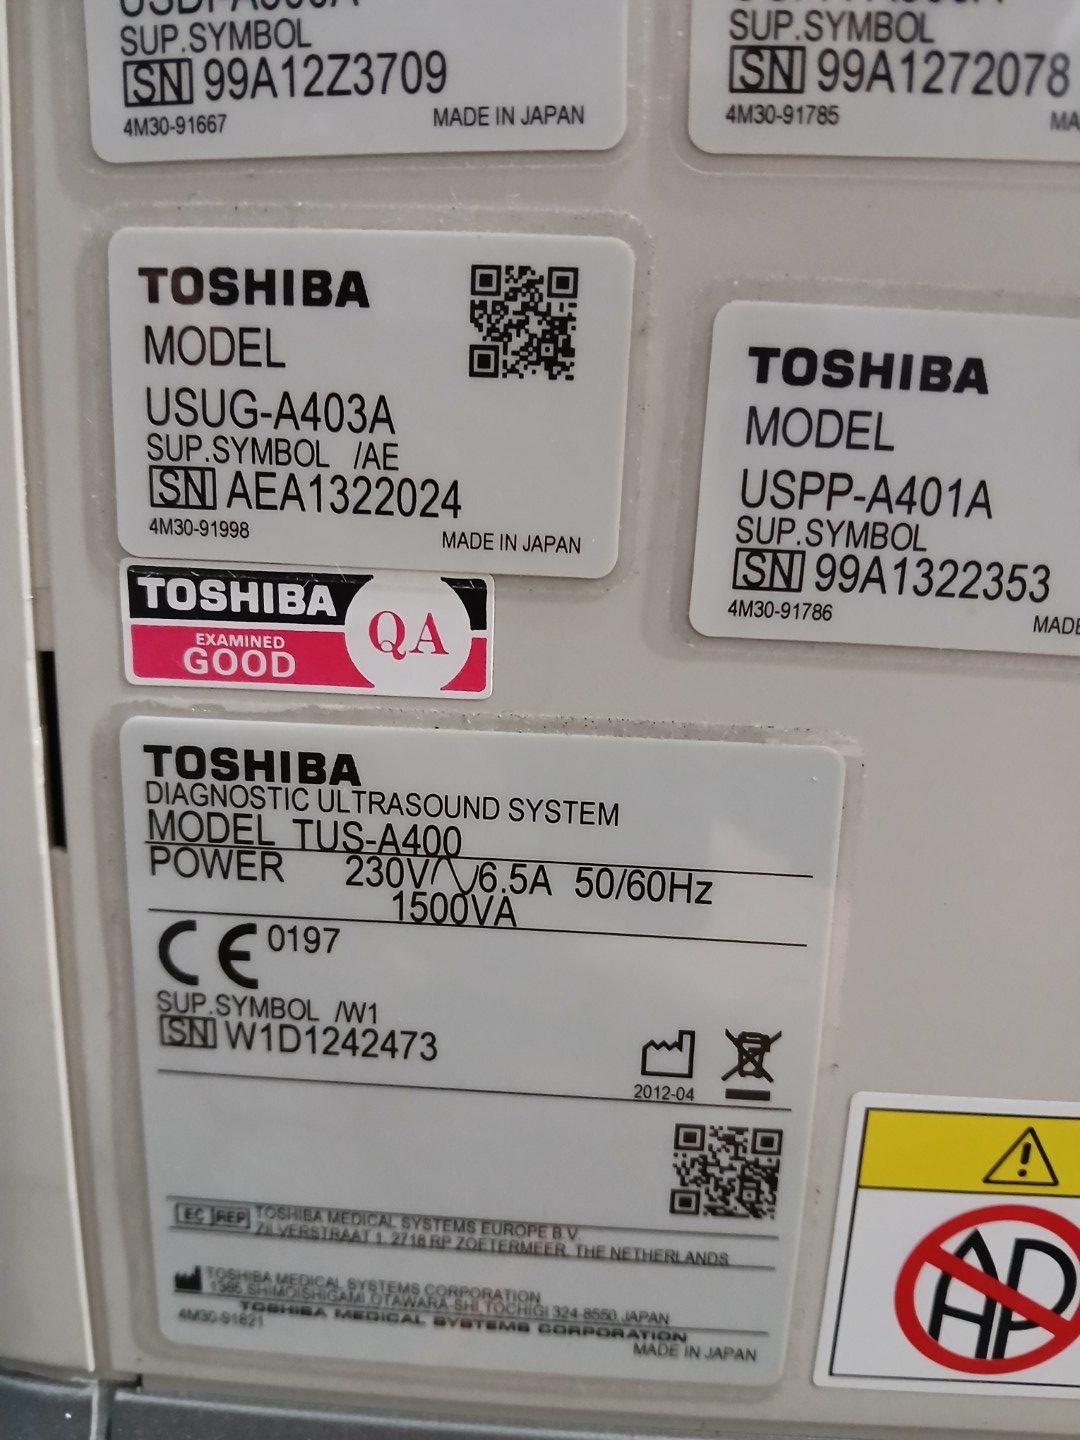 SUP.SYMBOL
SN 99A12Z3709
4M30-91667 MADE IN JAPAN
SUP.SYMBOL
SN 99A1272078
4M30-91785
TOSHIBA
MODEL
USUG-A403A
SUP.SYMBOL /AE
SN AEA1322024
4M30-91998 MADE IN JAPAN
TOSHIBA
MODEL
USPP-A401A
SUP.SYMBOL
SN 99A1322353
4M30-91786
TOSHIBA
EXAMINED
GOOD
QA
TOSHIBA
DIAGNOSTIC ULTRASOUND SYSTEM
MODEL TUS-A400
POWER 230V 6.5A 50/60Hz
1500VA
CE 0197
SUP.SYMBOL /W1
SN W1D1242473
2012-04
EC REP TOSHIBA MEDICAL SYSTEMS EUROPE B.V
ZILVERSTRAAT 1, 2718 RP ZOETERMEER, THE NETHERLANDS
TOSHIBA MEDICAL SYSTEMS CORPORATION
1385, SHIMOISHIGAMI OTAWARA-SHI, TOCHIGI 324-8550, JAPAN
TOSHIBA MEDICAL SYSTEMS CORPORATION
4M30-91821
MADE IN JAPAN
AP